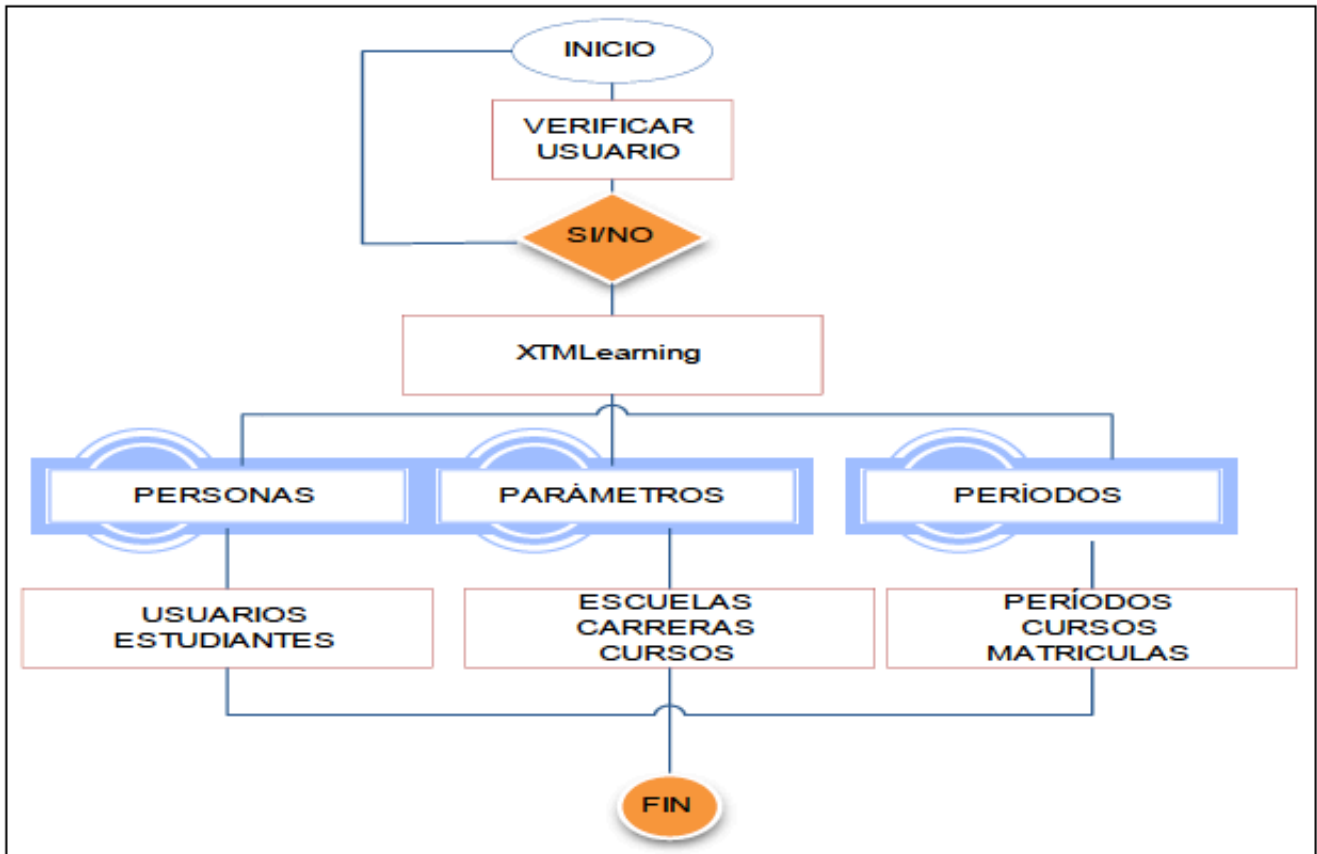 INICIO
VERIFICAR
USUARIO
SI/NO
XTMLearning
PERSONAS
PARÁMETROS
PERÍODOS
USUARIOS
ESTUDIANTES
ESCUELAS
CARRERAS
CURSOS
PERÍODOS
CURSOS
MATRICULAS
FIN